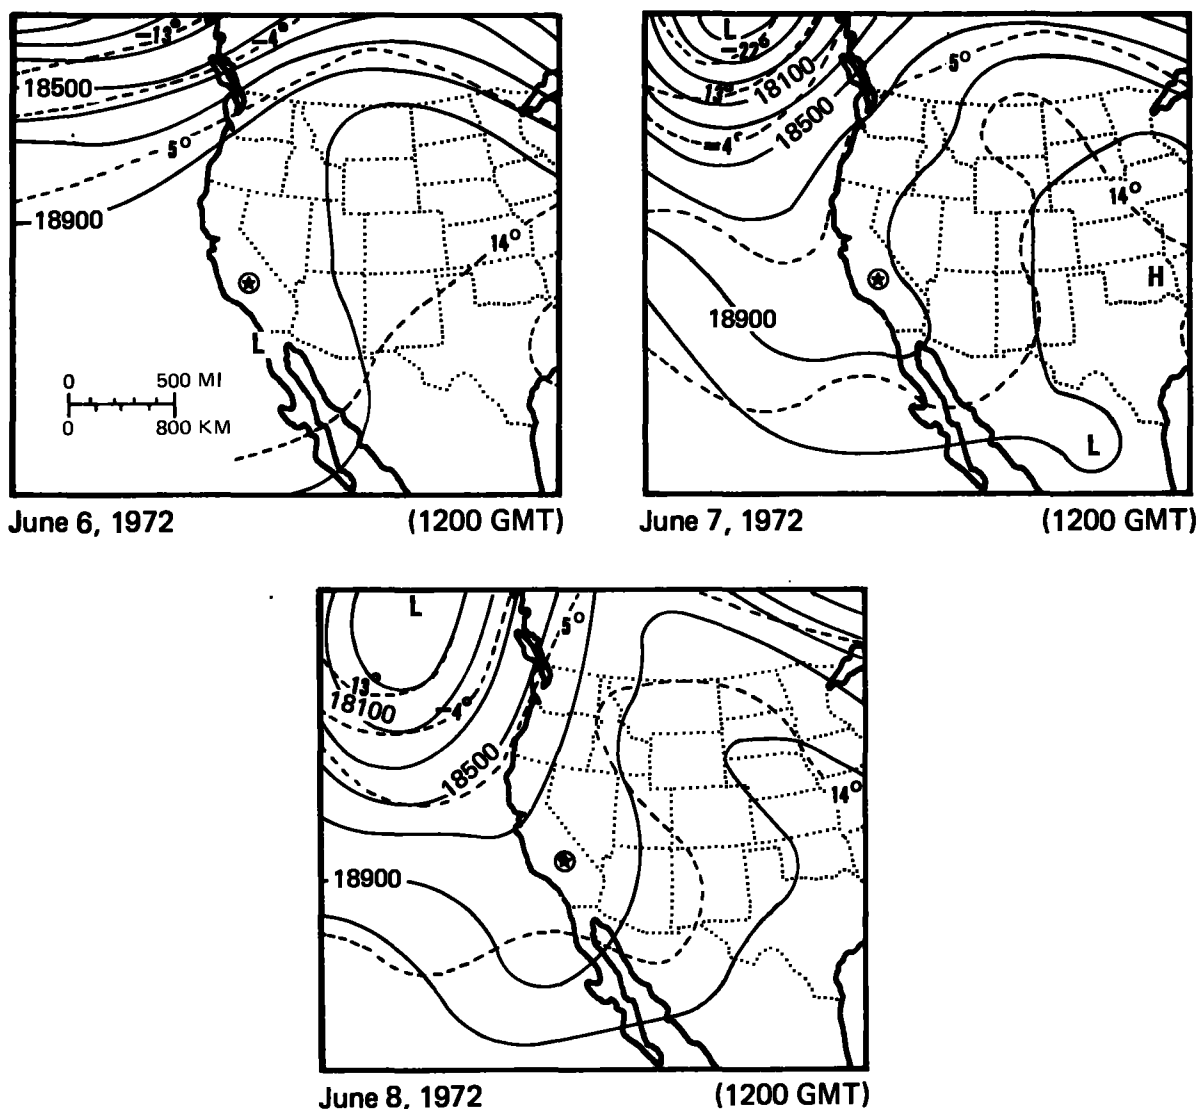 -13° -4°
18500
5°
18900
14°
L
0 500 MI
0 800 KM
June 6, 1972 (1200 GMT)
L
-22°
5°
13° 18100
-4° 18500
14°
H
18900
L
June 7, 1972 (1200 GMT)
L
5°
-13°
18100 -4°
18500
14°
18900
June 8, 1972 (1200 GMT)